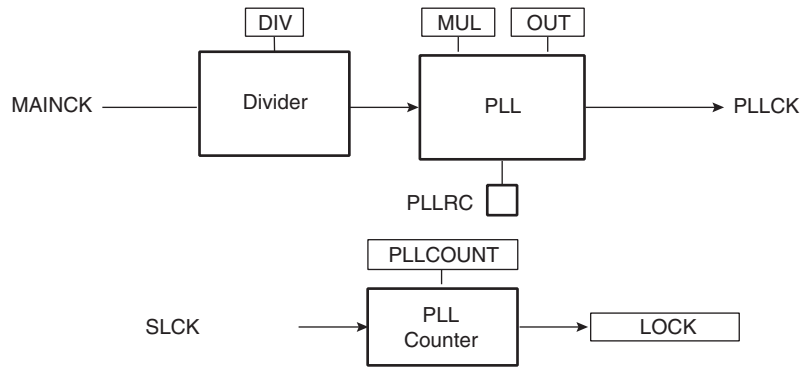 DIV
MUL
OUT
MAINCK
Divider
PLL
PLLCK
PLLRC
PLLCOUNT
SLCK
PLL
Counter
LOCK